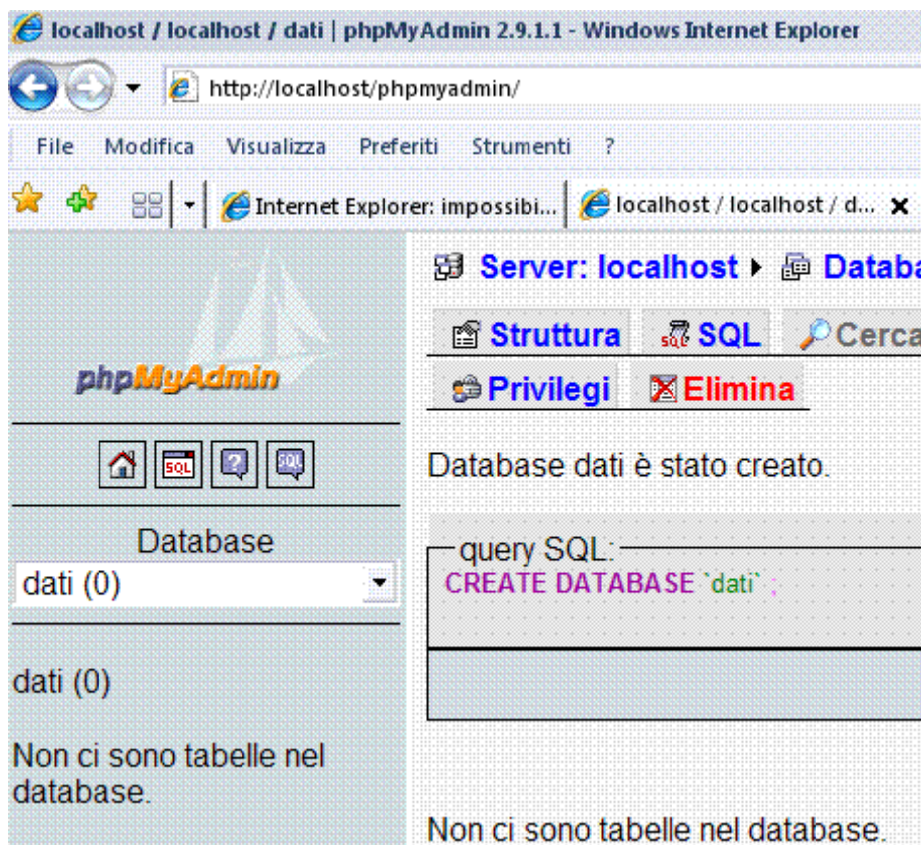 localhost / localhost / dati | phpMyAdmin 2.9.1.1 - Windows Internet Explorer
http://localhost/phpmyadmin/
File Modifica Visualizza Preferiti Strumenti ?
Internet Explorer: impossibi... localhost / localhost / d...
phpMyAdmin
SQL SQL
Database
dati (0)
dati (0)
Non ci sono tabelle nel
database.
Server: localhost Databa
Struttura SQL Cerca
Privilegi Elimina
Database dati è stato creato.
query SQL:
CREATE DATABASE `dati` ;
Non ci sono tabelle nel database.